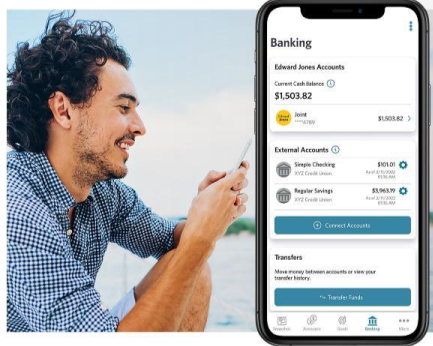 Banking
Edward Jones Accounts
Current Cash Balance
$1,503.82
Joint
$1,503.82
External Accounts
Simple Checking
$101.01
XYZ Credit Union
Regular Savings
$3,963.19
XYZ Credit Union
Connect Accounts
Transfers
Move money between accounts or view your
transfer history.
Transfer Funds
Accounts
Goals
Banking
More